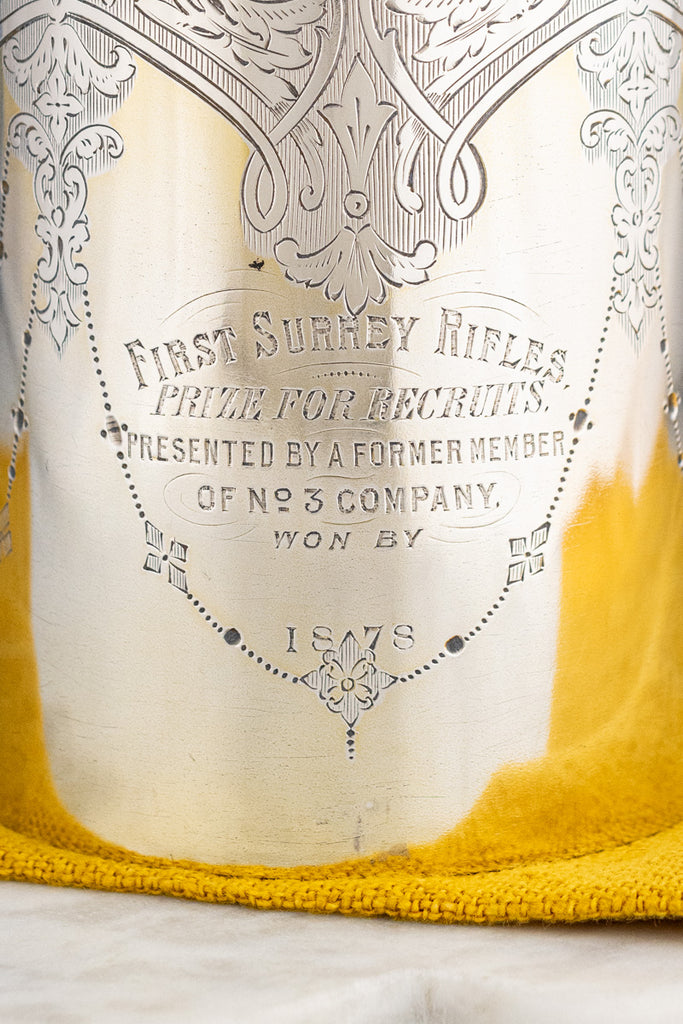 FIRST SURREY RIFLES,
PRIZE FOR RECRUITS.
PRESENTED BY A FORMER MEMBER
OF No 3 COMPANY.
WON BY
1878